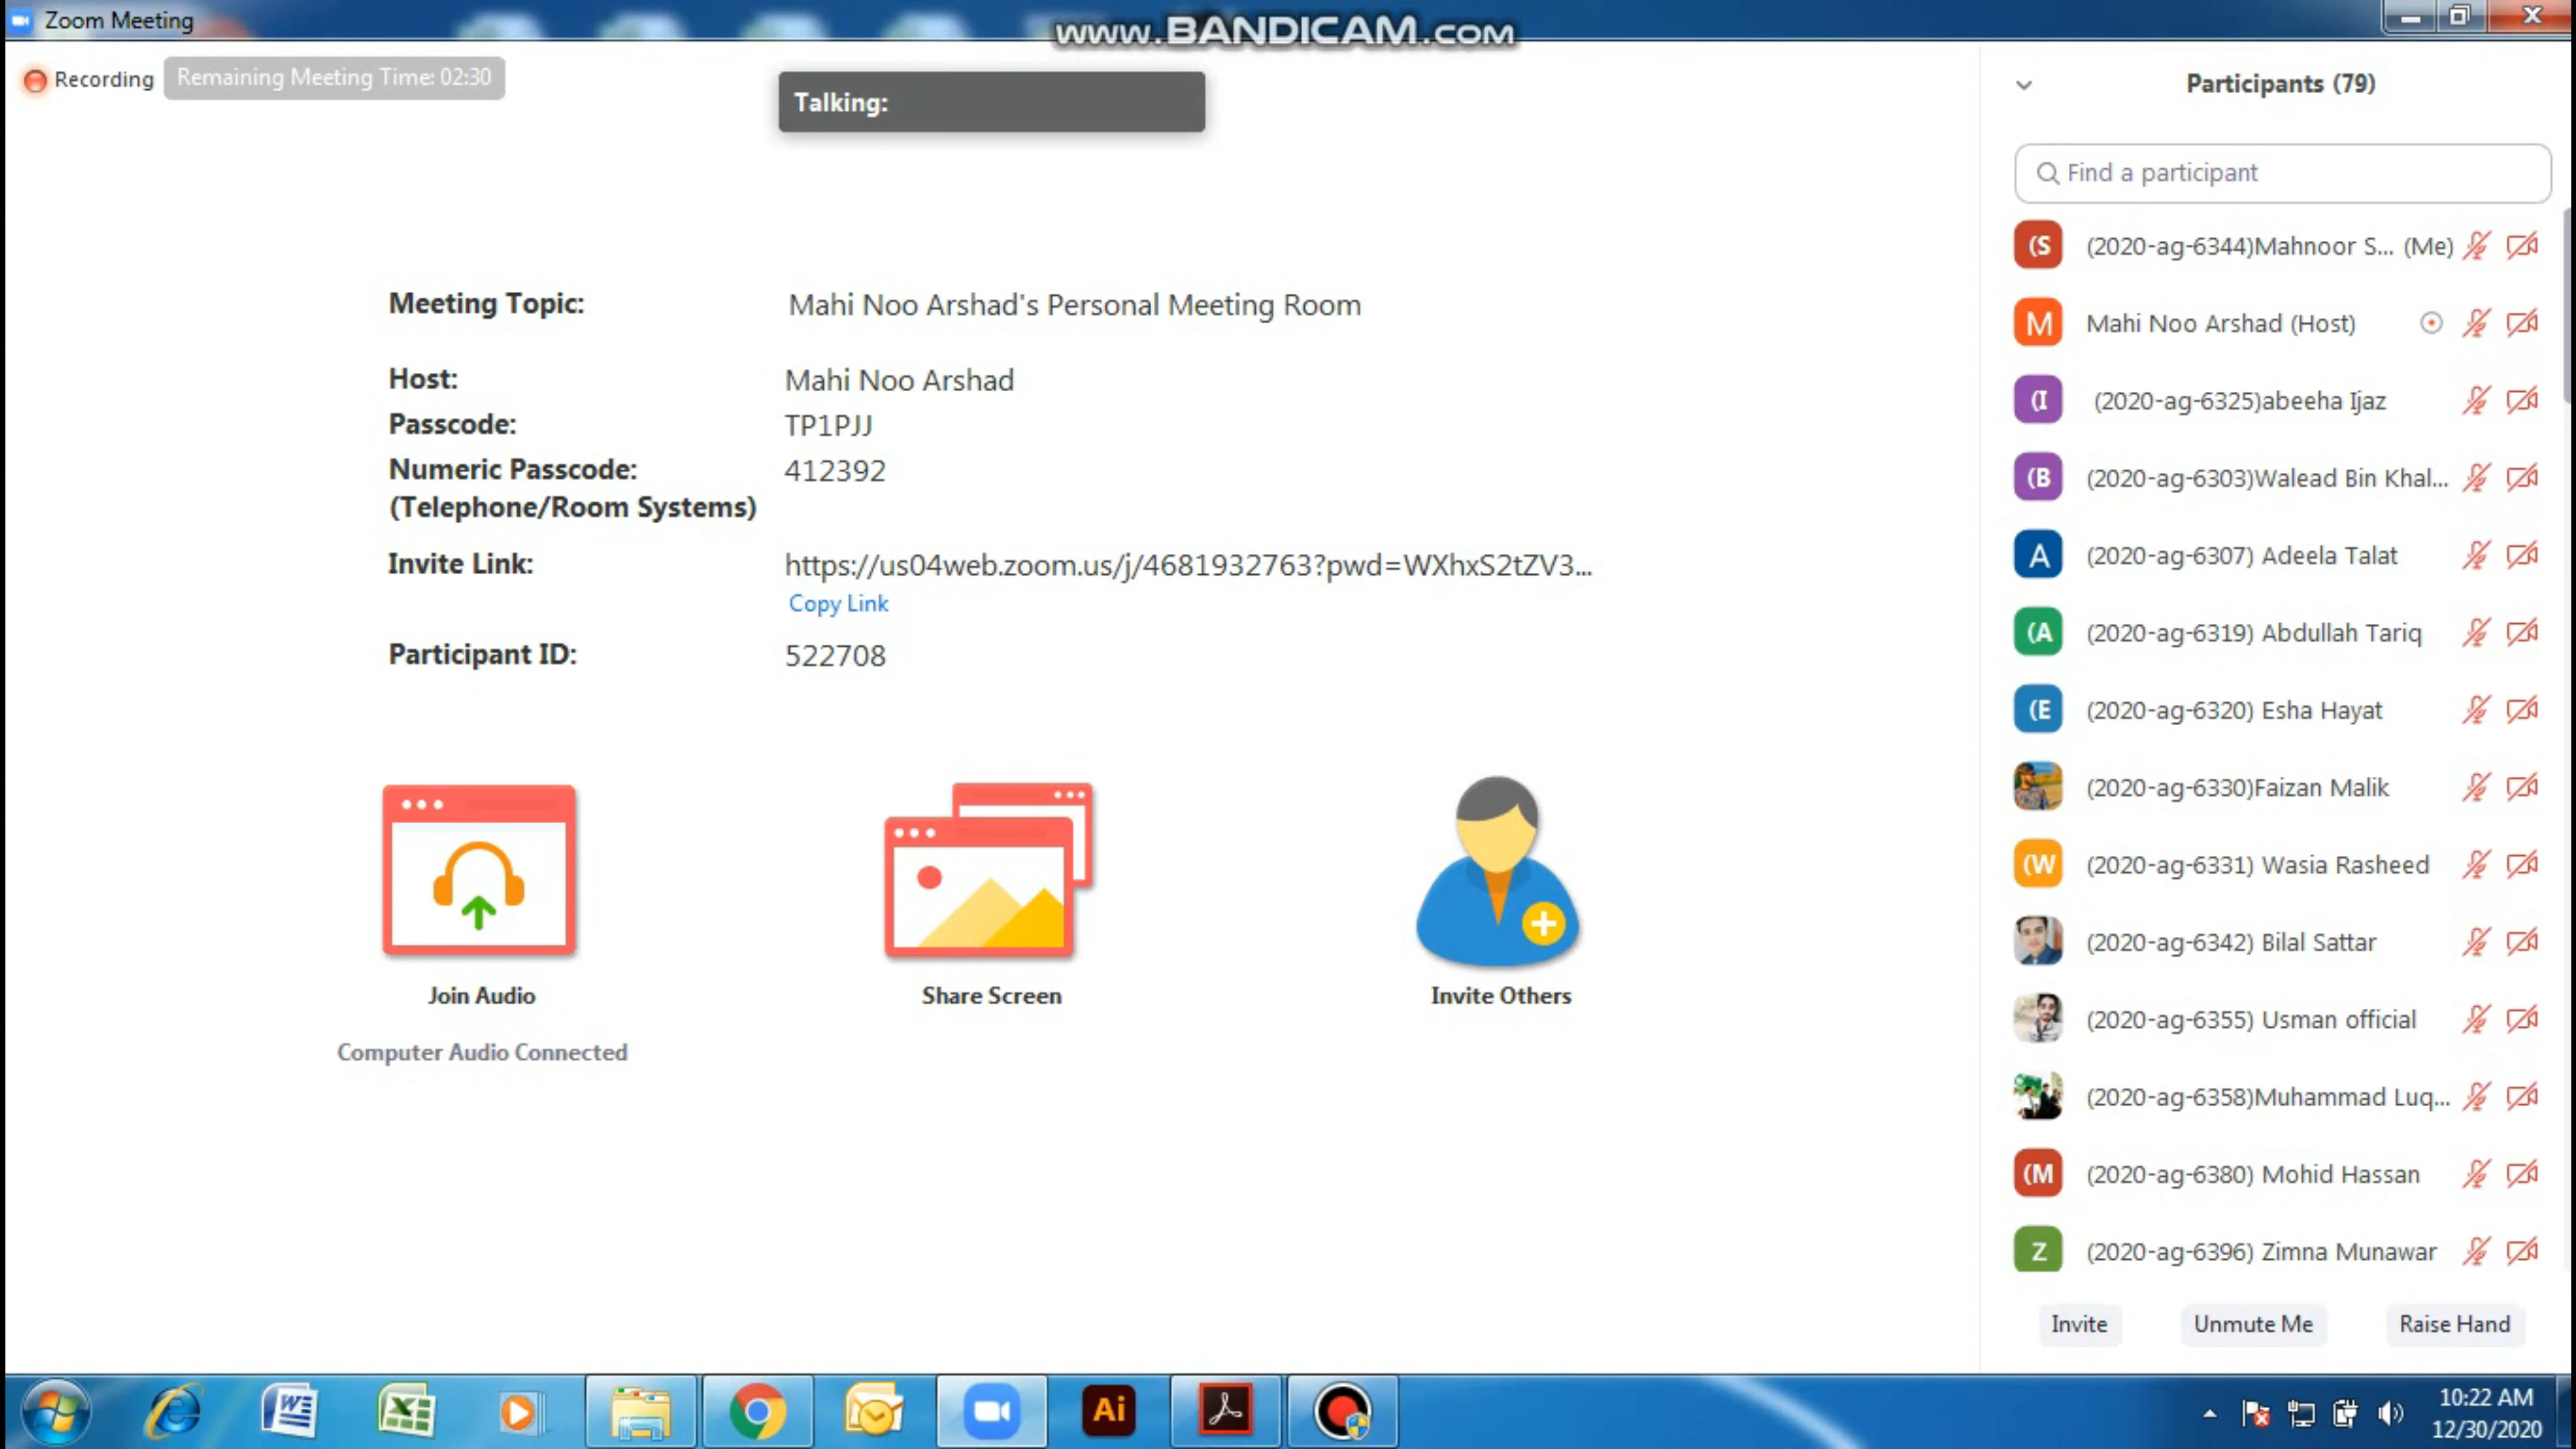 Zoom Meeting
www.BANDICAM.com
Recording
Remaining Meeting Time: 02:30
Talking:
Meeting Topic: Mahi Noo Arshad's Personal Meeting Room
Host: Mahi Noo Arshad
Passcode: TP1PJJ
Numeric Passcode: 412392
(Telephone/Room Systems)
Invite Link: https://us04web.zoom.us/j/4681932763?pwd=WXhxS2tZV3...
Copy Link
Participant ID: 522708
Join Audio
Share Screen
Invite Others
Computer Audio Connected
Participants (79)
Find a participant
(S (2020-ag-6344)Mahnoor S... (Me)
M Mahi Noo Arshad (Host)
(I (2020-ag-6325)abeeha Ijaz
(B (2020-ag-6303)Walead Bin Khal...
A (2020-ag-6307) Adeela Talat
(A (2020-ag-6319) Abdullah Tariq
(E (2020-ag-6320) Esha Hayat
(2020-ag-6330)Faizan Malik
(W (2020-ag-6331) Wasia Rasheed
(2020-ag-6342) Bilal Sattar
(2020-ag-6355) Usman official
(2020-ag-6358)Muhammad Luq...
(M (2020-ag-6380) Mohid Hassan
Z (2020-ag-6396) Zimna Munawar
Invite
Unmute Me
Raise Hand
Ai
10:22 AM
12/30/2020